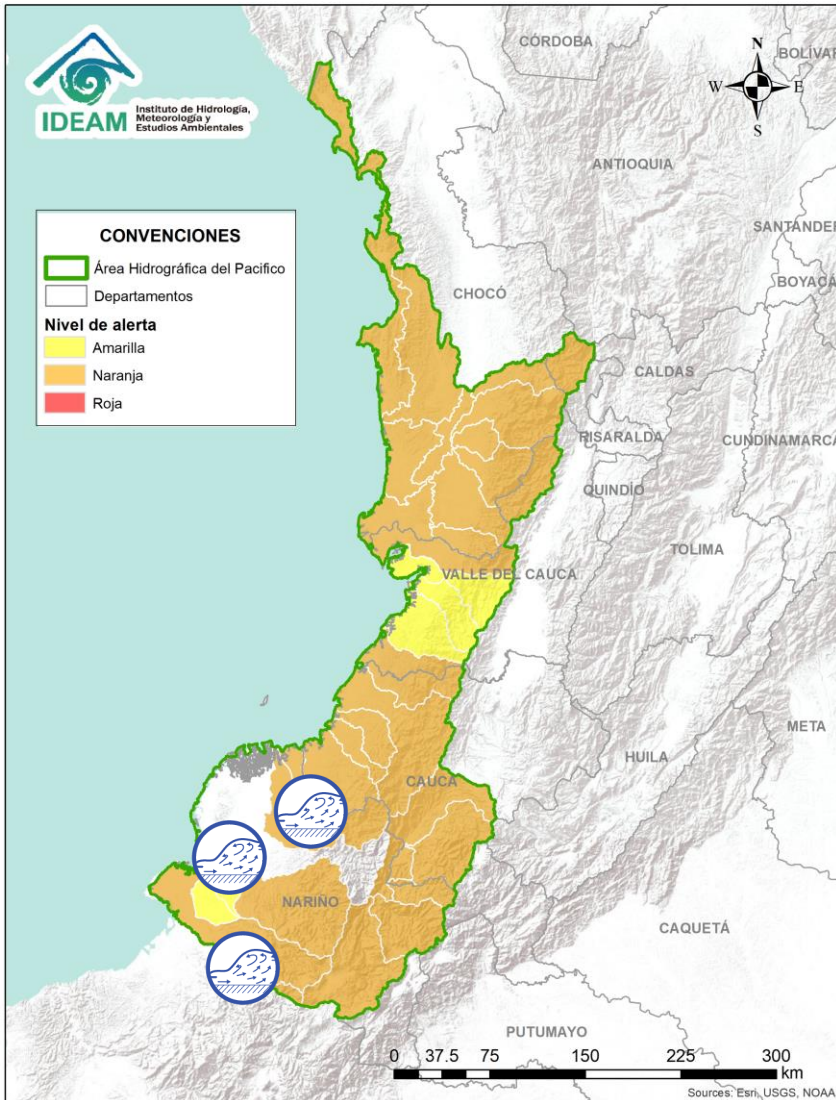 IDEAM
Instituto de Hidrología,
Meteorología y
Estudios Ambientales
CÓRDOBA
BOLÍVAR
N
W
E
S
ANTIOQUIA
SANTANDER
BOYACÁ
CONVENCIONES
Área Hidrográfica del Pacifico
Departamentos
Nivel de alerta
Amarilla
Naranja
Roja
CHOCÓ
CALDAS
RISARALDA
CUNDINAMARCA
QUINDÍO
TOLIMA
VALLE DEL CAUCA
META
HUILA
CAUCA
NARIÑO
CAQUETÁ
PUTUMAYO
0 37.5 75 150 225 300
km
Sources: Esri, USGS, NOAA